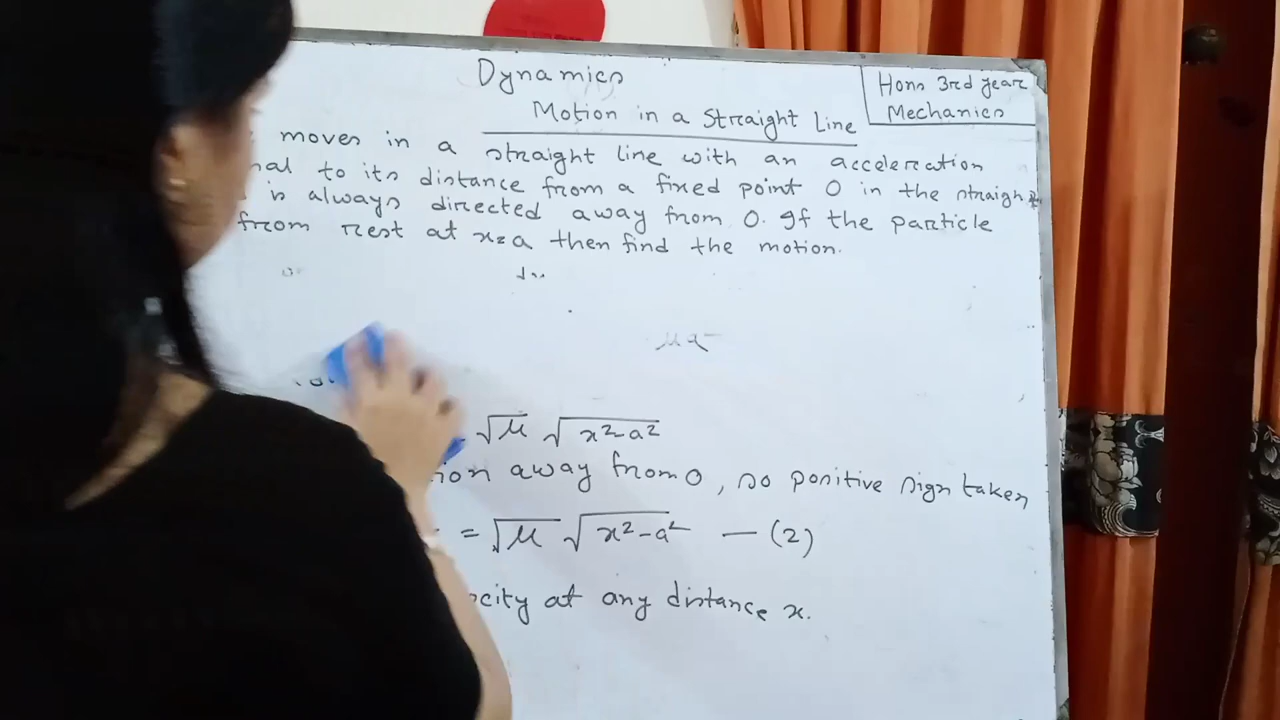 Dynamics
Hons 3rd year
Mechanics
Motion in a Straight Line
moves in a straight line with an acceleration
nal to its distance from a fixed point O in the straight
is always directed away from O. If the particle
from rest at x=a then find the motion.
μa
√μ √x²-a²
ion away from O, so positive sign taken
= √μ √x²-a² — (2)
ocity at any distance x.